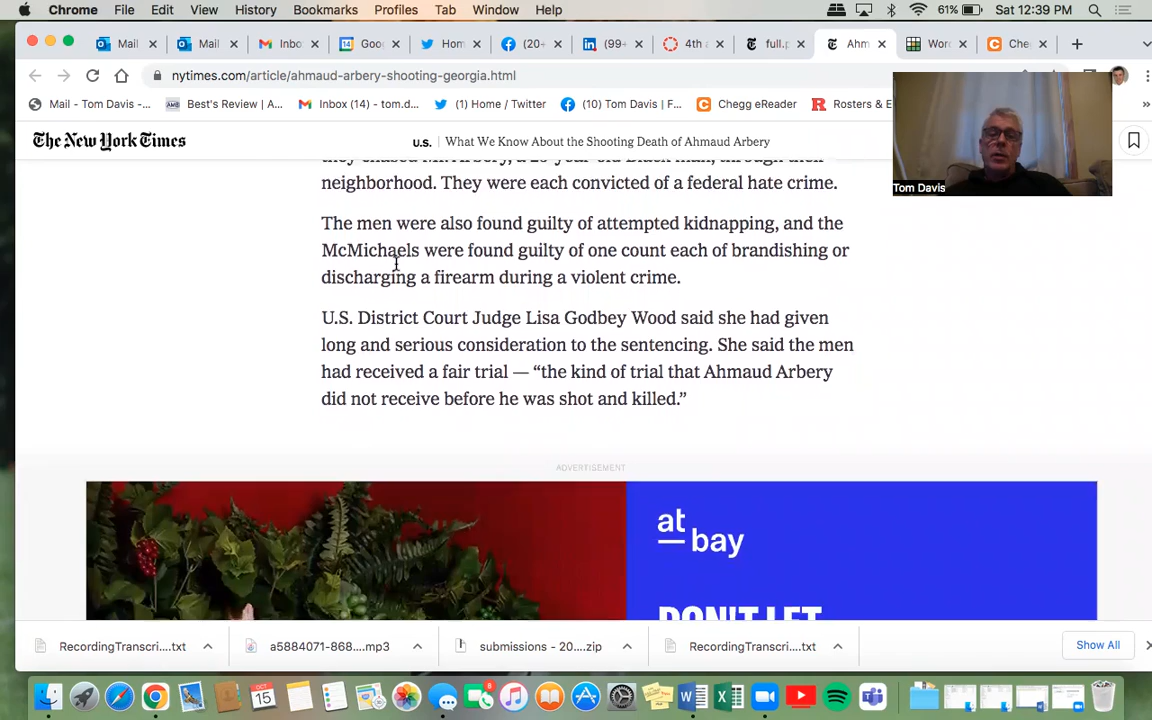 Chrome File Edit View History Bookmarks Profiles Tab Window Help 61% Sat 12:39 PM
Mail Mail Inbo Goo Hom (20+ (99+ 4th a full.p Ahm Word Che
nytimes.com/article/ahmaud-arbery-shooting-georgia.html
Mail - Tom Davis -... Best's Review | A... Inbox (14) - tom.d... (1) Home / Twitter (10) Tom Davis | F... Chegg eReader Rosters & E
The New York Times U.S. What We Know About the Shooting Death of Ahmaud Arbery
Tom Davis
they chased Mr. Arbery, a 25-year-old Black man, through their
neighborhood. They were each convicted of a federal hate crime.
The men were also found guilty of attempted kidnapping, and the
McMichaels were found guilty of one count each of brandishing or
discharging a firearm during a violent crime.
U.S. District Court Judge Lisa Godbey Wood said she had given
long and serious consideration to the sentencing. She said the men
had received a fair trial — “the kind of trial that Ahmaud Arbery
did not receive before he was shot and killed.”
ADVERTISEMENT
at
bay
DON'T LET
RecordingTranscri....txt a5884071-868....mp3 submissions - 20....zip RecordingTranscri....txt Show All
OCT
15
8